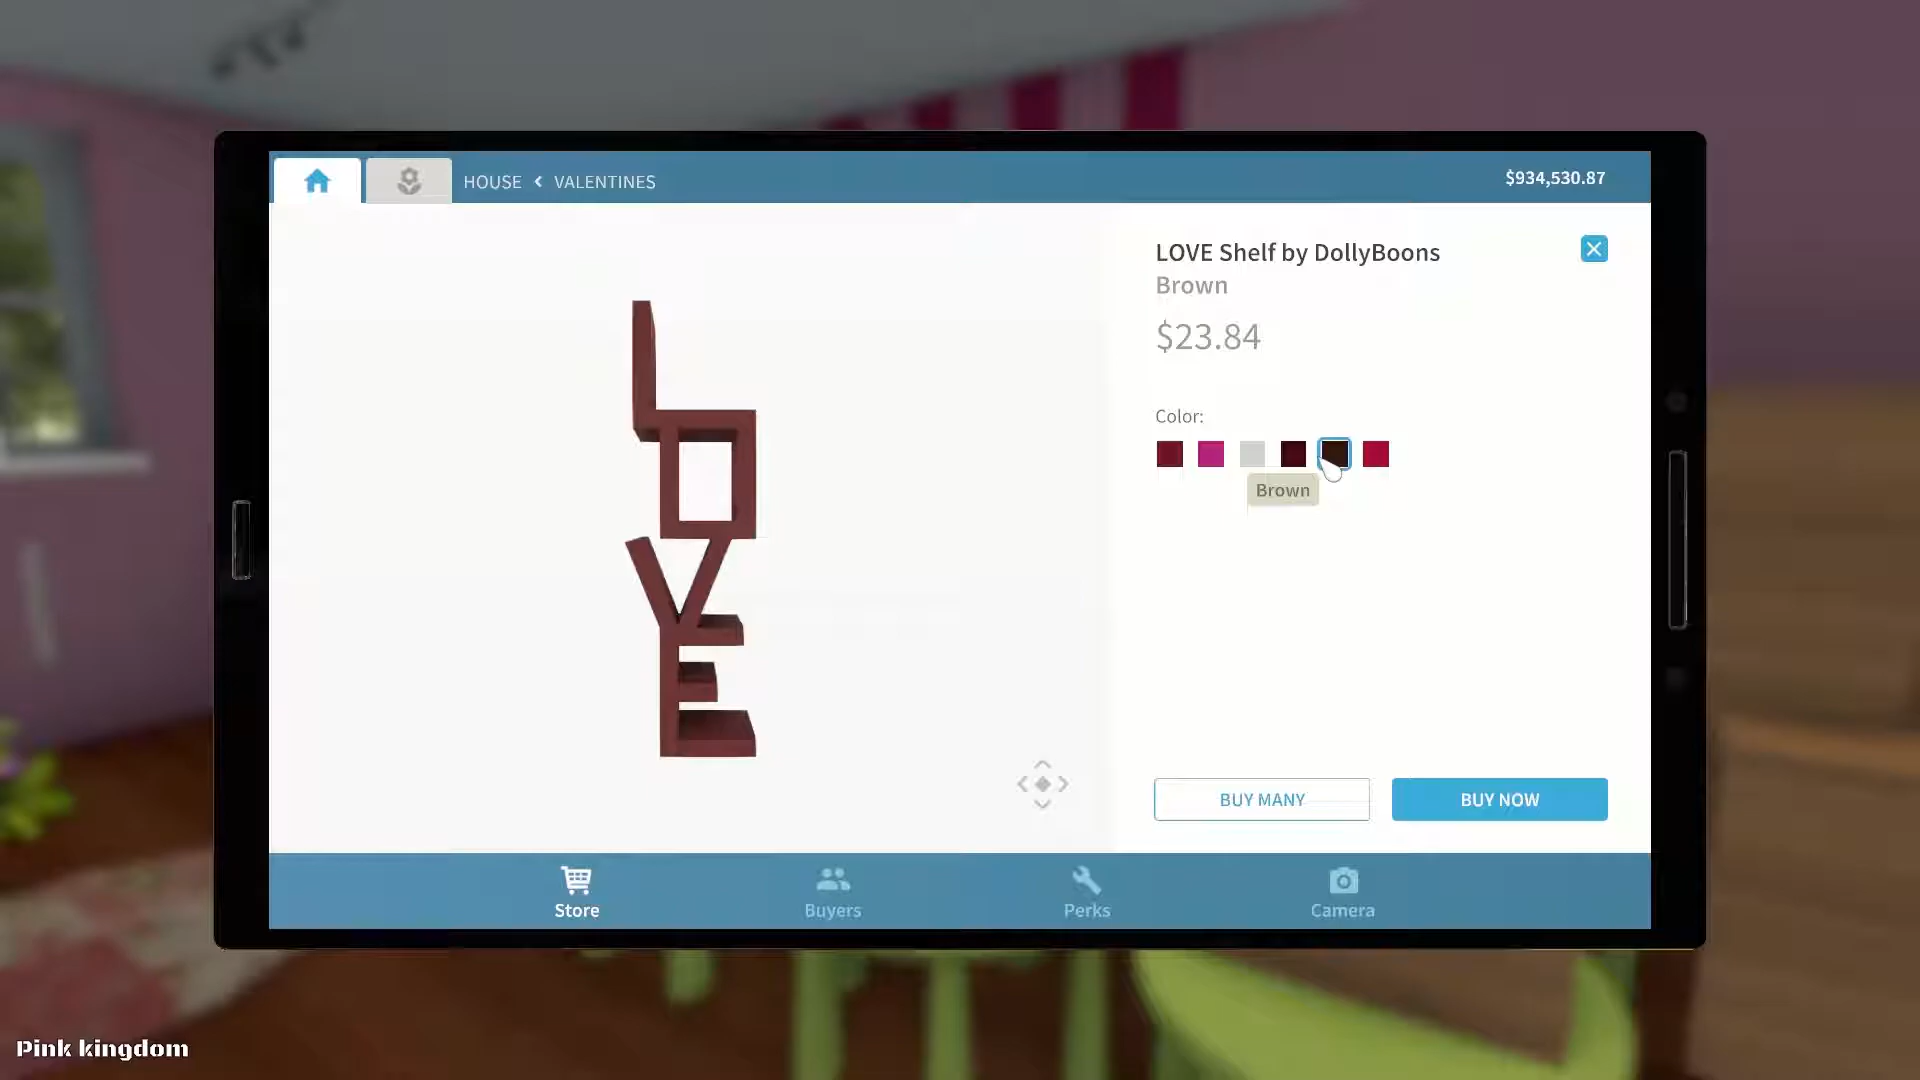 HOUSE < VALENTINES
$934,530.87
LOVE Shelf by DollyBoons
Brown
$23.84
Color:
Brown
LOVE
BUY MANY
BUY NOW
Store
Buyers
Perks
Camera
Pink kingdom